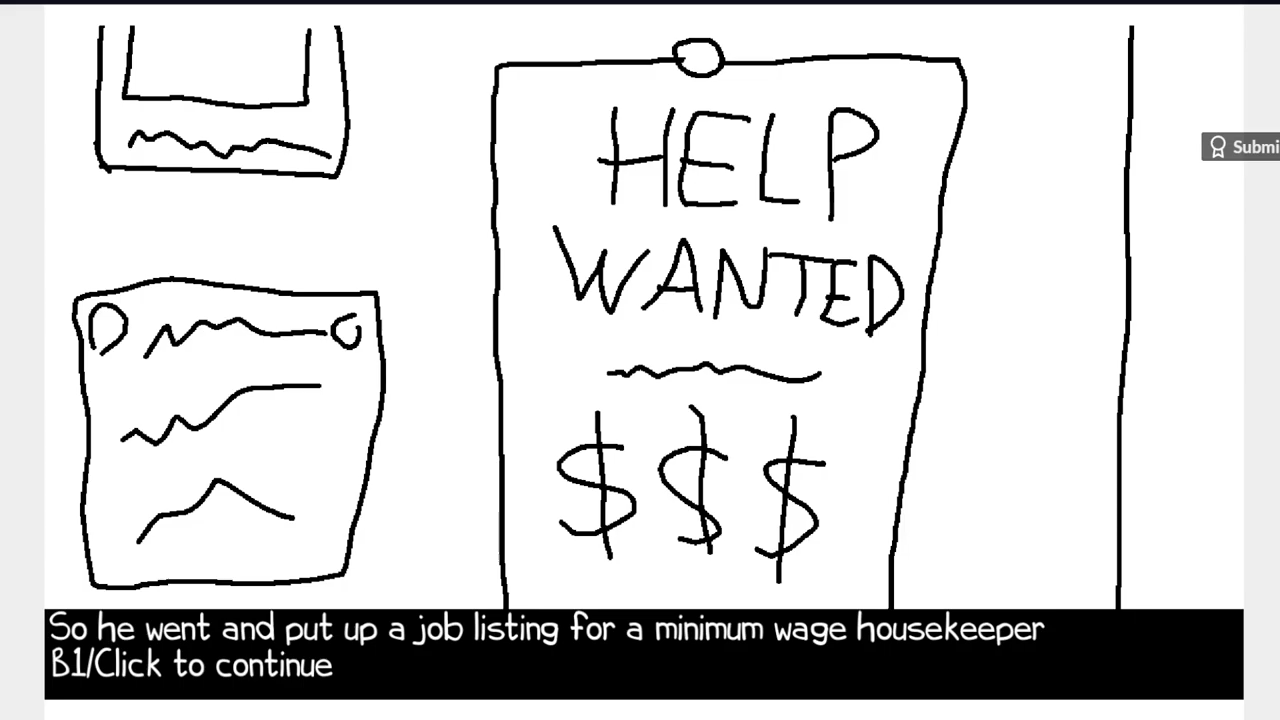 HELP
WANTED
$$$
Submi
So he went and put up a job listing for a minimum wage housekeeper
B1/Click to continue